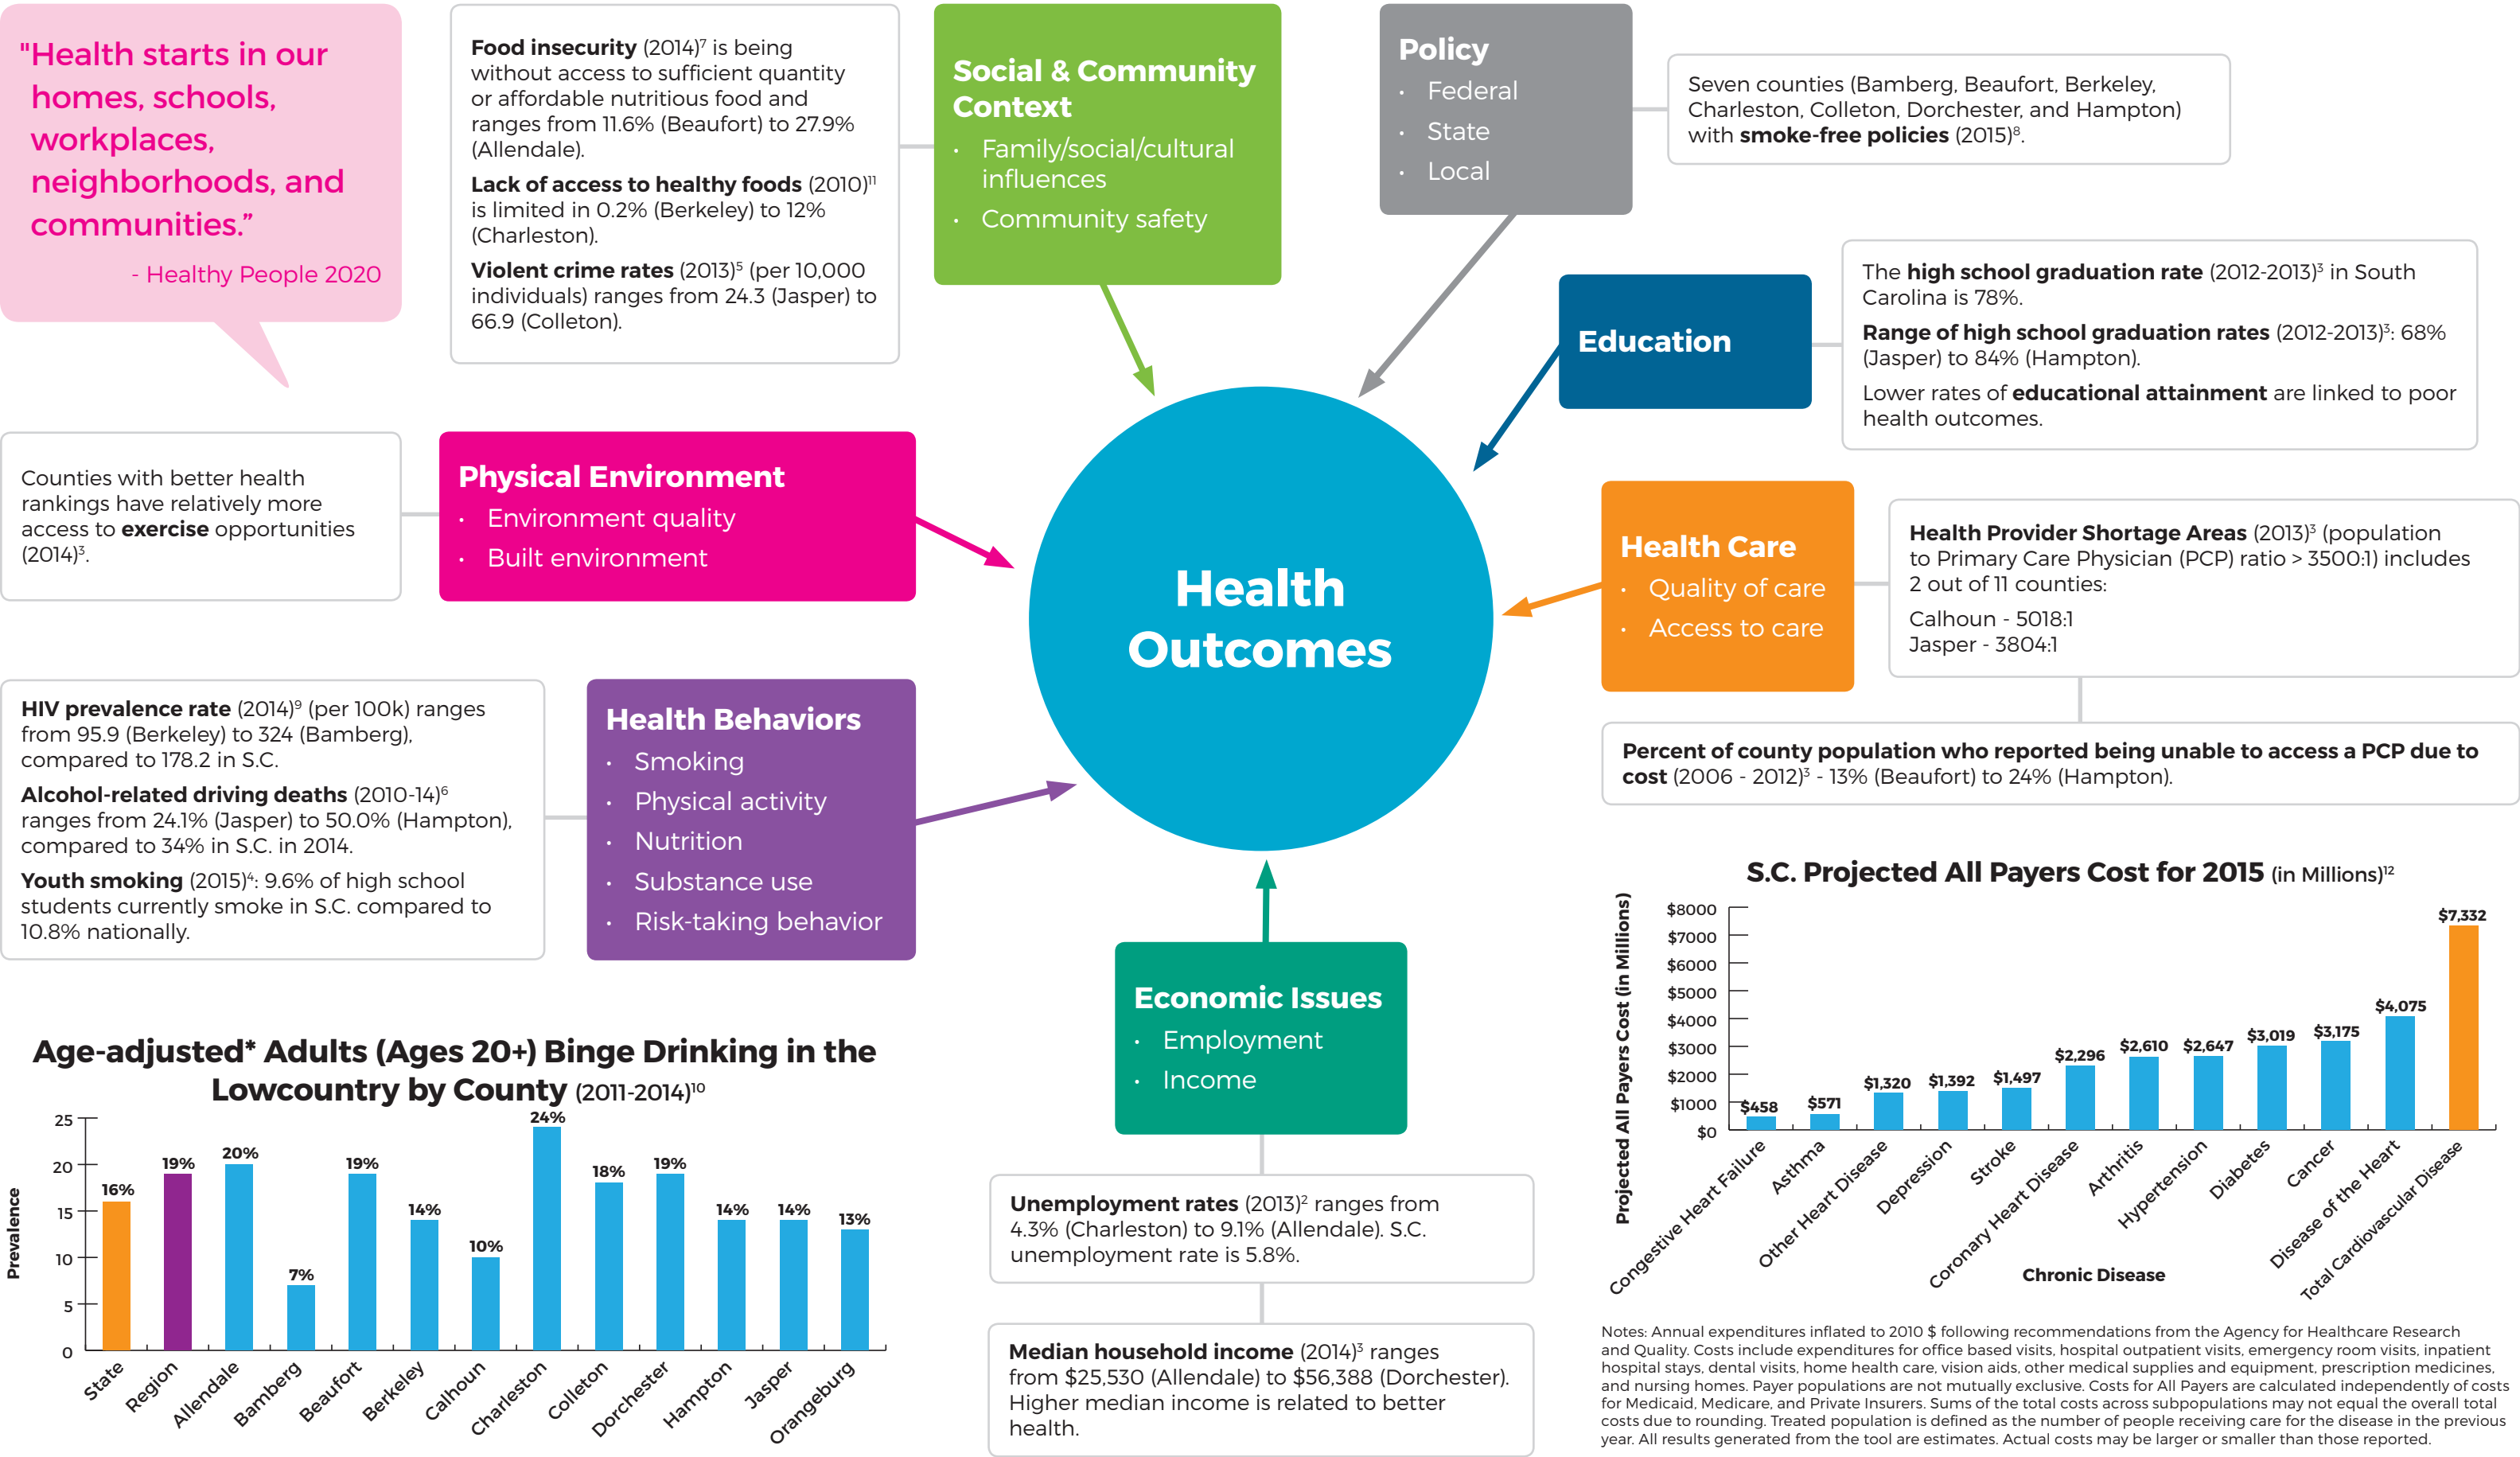 "Health starts in our
homes, schools,
workplaces,
neighborhoods, and
communities.”
- Healthy People 2020
Food insecurity (2014)⁷ is being
without access to sufficient quantity
or affordable nutritious food and
ranges from 11.6% (Beaufort) to 27.9%
(Allendale).
Lack of access to healthy foods (2010)¹¹
is limited in 0.2% (Berkeley) to 12%
(Charleston).
Violent crime rates (2013)⁵ (per 10,000
individuals) ranges from 24.3 (Jasper) to
66.9 (Colleton).
Social & Community
Context
• Family/social/cultural
influences
• Community safety
Policy
• Federal
• State
• Local
Seven counties (Bamberg, Beaufort, Berkeley,
Charleston, Colleton, Dorchester, and Hampton)
with smoke-free policies (2015)⁸.
Education
The high school graduation rate (2012-2013)³ in South
Carolina is 78%.
Range of high school graduation rates (2012-2013)³: 68%
(Jasper) to 84% (Hampton).
Lower rates of educational attainment are linked to poor
health outcomes.
Counties with better health
rankings have relatively more
access to exercise opportunities
(2014)³.
Physical Environment
• Environment quality
• Built environment
Health
Outcomes
Health Care
• Quality of care
• Access to care
Health Provider Shortage Areas (2013)³ (population
to Primary Care Physician (PCP) ratio > 3500:1) includes
2 out of 11 counties:
Calhoun - 5018:1
Jasper - 3804:1
Percent of county population who reported being unable to access a PCP due to
cost (2006 - 2012)³ - 13% (Beaufort) to 24% (Hampton).
HIV prevalence rate (2014)⁹ (per 100k) ranges
from 95.9 (Berkeley) to 324 (Bamberg),
compared to 178.2 in S.C.
Alcohol-related driving deaths (2010-14)⁶
ranges from 24.1% (Jasper) to 50.0% (Hampton),
compared to 34% in S.C. in 2014.
Youth smoking (2015)⁴: 9.6% of high school
students currently smoke in S.C. compared to
10.8% nationally.
Health Behaviors
• Smoking
• Physical activity
• Nutrition
• Substance use
• Risk-taking behavior
Economic Issues
• Employment
• Income
Unemployment rates (2013)² ranges from
4.3% (Charleston) to 9.1% (Allendale). S.C.
unemployment rate is 5.8%.
Median household income (2014)³ ranges
from $25,530 (Allendale) to $56,388 (Dorchester).
Higher median income is related to better
health.
Age-adjusted* Adults (Ages 20+) Binge Drinking in the
Lowcountry by County (2011-2014)¹⁰
Prevalence
25
20
15
10
5
0
16%
19%
20%
7%
19%
14%
10%
24%
18%
19%
14%
14%
13%
State
Region
Allendale
Bamberg
Beaufort
Berkeley
Calhoun
Charleston
Colleton
Dorchester
Hampton
Jasper
Orangeburg
S.C. Projected All Payers Cost for 2015 (in Millions)¹²
Projected All Payers Cost (in Millions)
$8000
$7000
$6000
$5000
$4000
$3000
$2000
$1000
$0
$458
$571
$1,320
$1,392
$1,497
$2,296
$2,610
$2,647
$3,019
$3,175
$4,075
$7,332
Congestive Heart Failure
Asthma
Other Heart Disease
Depression
Stroke
Coronary Heart Disease
Arthritis
Hypertension
Diabetes
Cancer
Disease of the Heart
Total Cardiovascular Disease
Chronic Disease
Notes: Annual expenditures inflated to 2010 $ following recommendations from the Agency for Healthcare Research
and Quality. Costs include expenditures for office based visits, hospital outpatient visits, emergency room visits, inpatient
hospital stays, dental visits, home health care, vision aids, other medical supplies and equipment, prescription medicines,
and nursing homes. Payer populations are not mutually exclusive. Costs for All Payers are calculated independently of costs
for Medicaid, Medicare, and Private Insurers. Sums of the total costs across subpopulations may not equal the overall total
costs due to rounding. Treated population is defined as the number of people receiving care for the disease in the previous
year. All results generated from the tool are estimates. Actual costs may be larger or smaller than those reported.